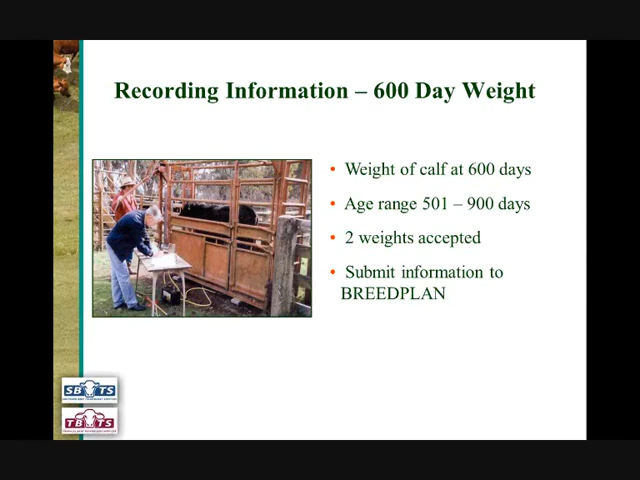 Recording Information – 600 Day Weight
• Weight of calf at 600 days
• Age range 501 – 900 days
• 2 weights accepted
• Submit information to
BREEDPLAN
SBTS
TBTS